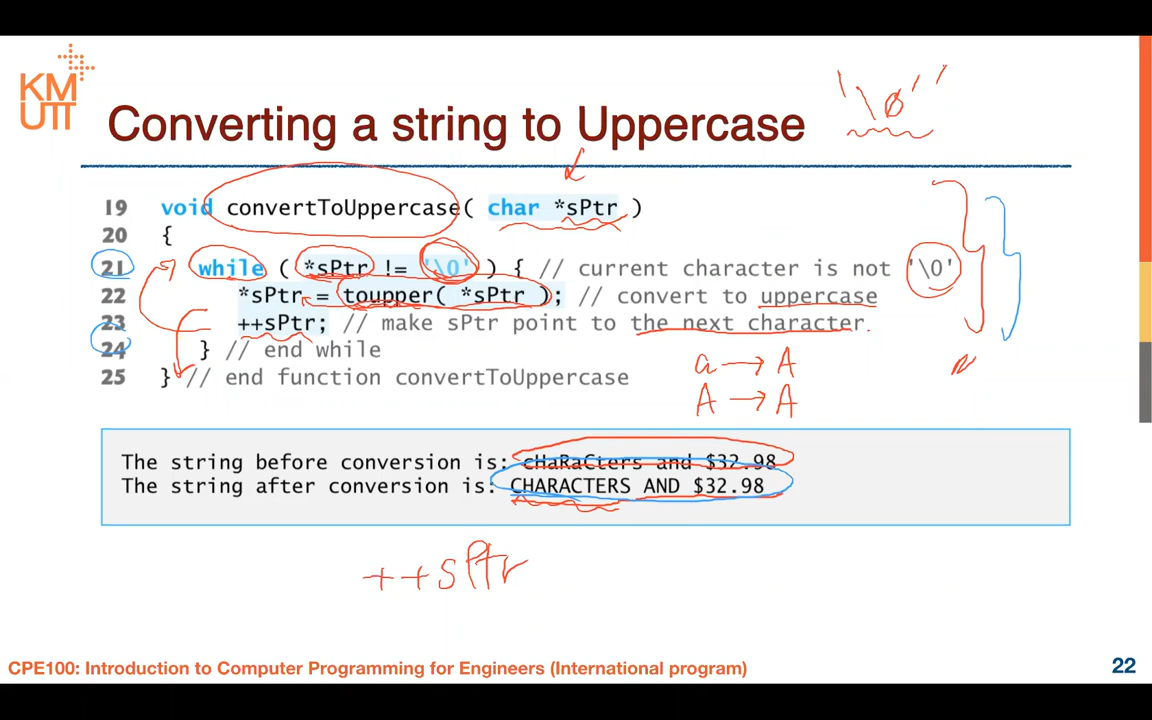 KM
UTT
Converting a string to Uppercase
'\0'
19 void convertToUppercase( char *sPtr )
20 {
21 while ( *sPtr != '\0' ) { // current character is not '\0'
22 *sPtr = toupper( *sPtr ); // convert to uppercase
23 ++sPtr; // make sPtr point to the next character
24 } // end while
25 } // end function convertToUppercase
a → A
A → A
The string before conversion is: cHaRaCters and $32.98
The string after conversion is: CHARACTERS AND $32.98
++sPtr
CPE100: Introduction to Computer Programming for Engineers (International program)
22